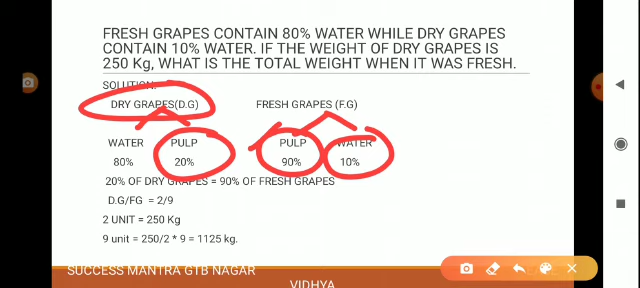 FRESH GRAPES CONTAIN 80% WATER WHILE DRY GRAPES
CONTAIN 10% WATER. IF THE WEIGHT OF DRY GRAPES IS
250 Kg, WHAT IS THE TOTAL WEIGHT WHEN IT WAS FRESH.
SOLUTION:
DRY GRAPES(D.G) FRESH GRAPES (F.G)
WATER PULP PULP WATER
80% 20% 90% 10%
20% OF DRY GRAPES = 90% OF FRESH GRAPES
D.G/FG = 2/9
2 UNIT = 250 Kg
9 unit = 250/2 * 9 = 1125 kg.
SUCCESS MANTRA GTB NAGAR
VIDHYA